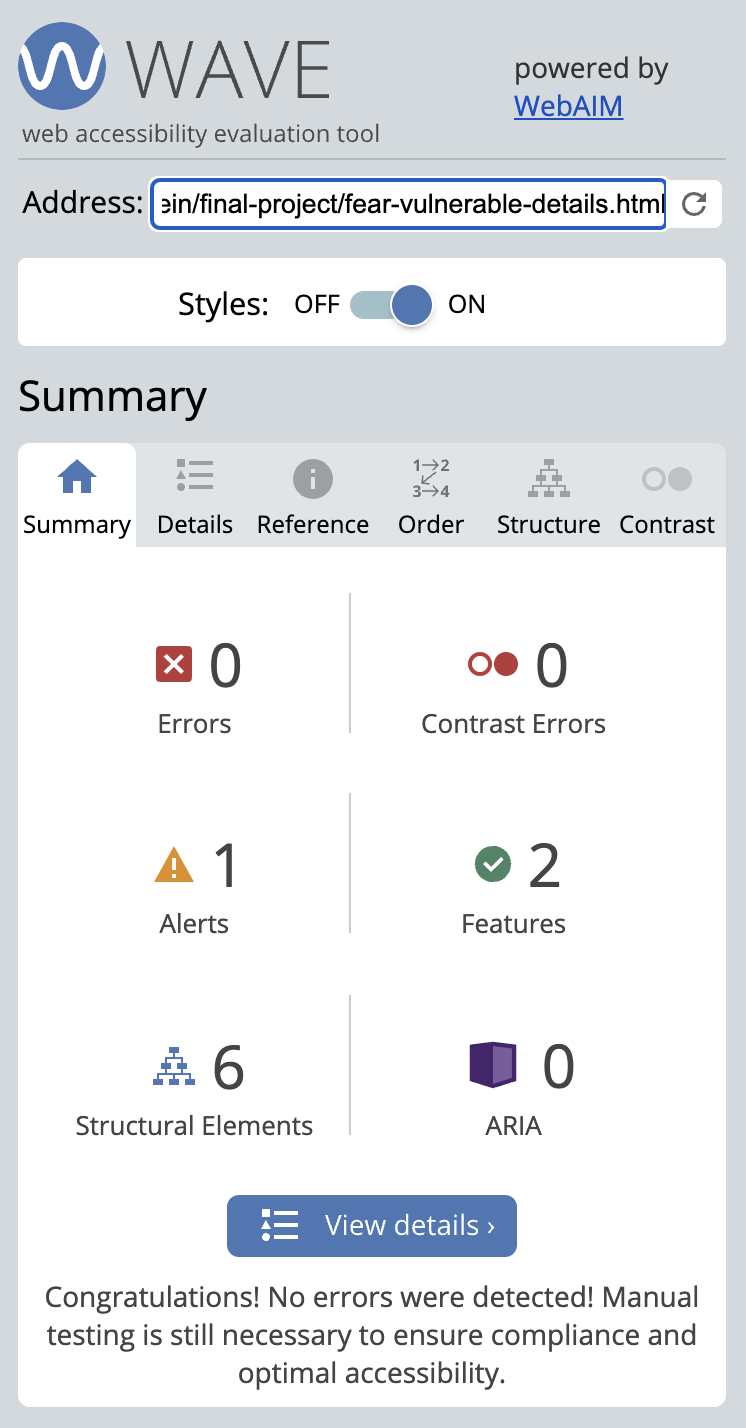 WAVE
powered by
WebAIM
web accessibility evaluation tool
Address: ein/final-project/fear-vulnerable-details.html
Styles: OFF ON
Summary
1→2
3→4
Summary Details Reference Order Structure Contrast
0 0
Errors Contrast Errors
1 2
Alerts Features
6 0
Structural Elements ARIA
View details ›
Congratulations! No errors were detected! Manual
testing is still necessary to ensure compliance and
optimal accessibility.